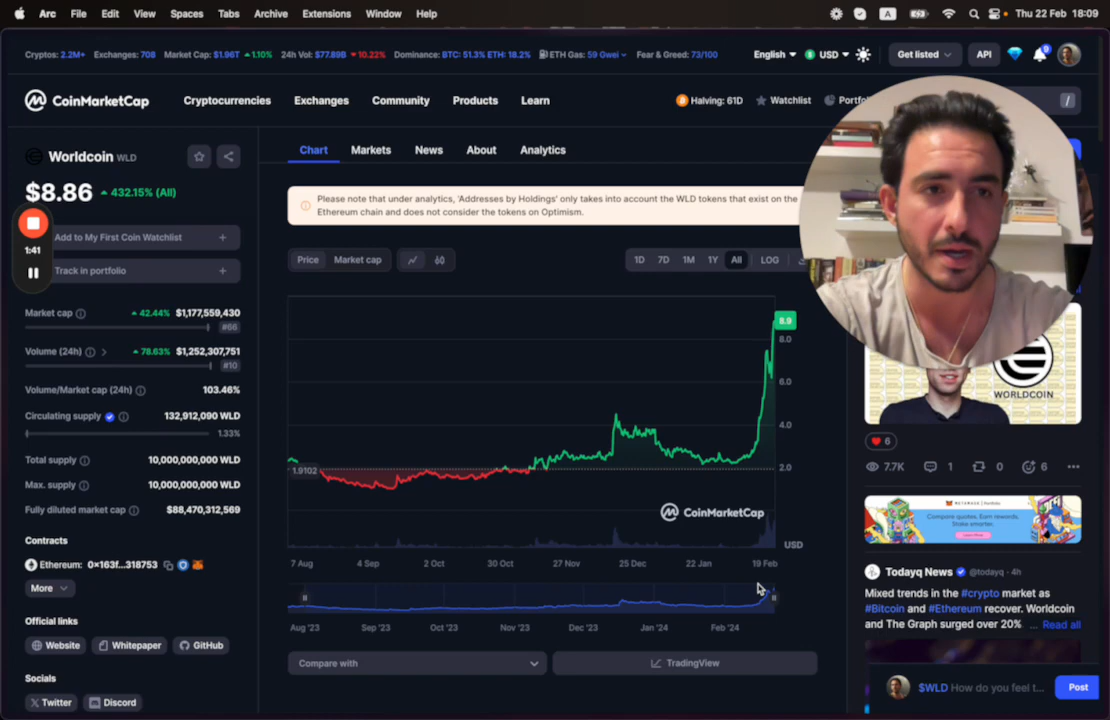 Arc File Edit View Spaces Tabs Archive Extensions Window Help A Thu 22 Feb 18:09
Cryptos: 2.2M+ Exchanges: 708 Market Cap: $1.96T 1.10% 24h Vol: $77.89B 10.22% Dominance: BTC: 51.3% ETH: 18.2% ETH Gas: 59 Gwei Fear & Greed: 73/100 English USD Get listed API 9
CoinMarketCap Cryptocurrencies Exchanges Community Products Learn Halving: 61D Watchlist /
Worldcoin WLD
$8.86 432.15% (All)
1:41
Add to My First Coin Watchlist +
Track in portfolio +
Market cap 42.44% $1,177,559,430
#66
Volume (24h) 78.63% $1,252,307,751
#10
Volume/Market cap (24h) 103.46%
Circulating supply 132,912,090 WLD
1.33%
Total supply 10,000,000,000 WLD
Max. supply 10,000,000,000 WLD
Fully diluted market cap $88,470,312,569
Contracts
Ethereum: 0x163f...318753
More
Official links
Website Whitepaper GitHub
Socials
Twitter Discord
Chart Markets News About Analytics
Please note that under analytics, 'Addresses by Holdings' only takes into account the WLD tokens that exist on the
Ethereum chain and does not consider the tokens on Optimism.
Price Market cap 1D 7D 1M 1Y All LOG
8.9
8.0
6.0
4.0
2.0
1.9102
CoinMarketCap
USD
7 Aug 4 Sep 2 Oct 30 Oct 27 Nov 25 Dec 22 Jan 19 Feb
Aug '23 Sep '23 Oct '23 Nov '23 Dec '23 Jan '24 Feb '24
Compare with TradingView
WORLDCOIN
6
7.7K 1 0 6
METAMASK Portfolio
Compare quotes. Earn rewards.
Stake smarter.
Learn More
Todayq News @todayq · 4h
Mixed trends in the #crypto market as
#Bitcoin and #Ethereum recover. Worldcoin
and The Graph surged over 20% ... Read all
$WLD How do you feel t... Post